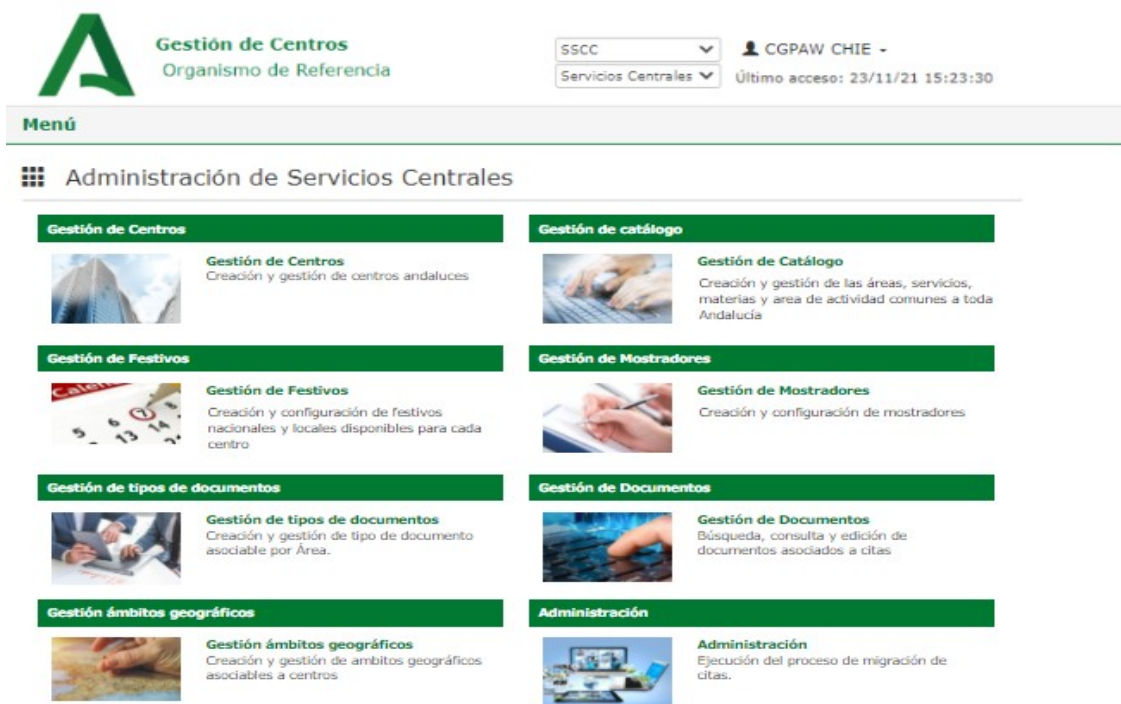 Gestión de Centros
Organismo de Referencia
SSCC
Servicios Centrales
CGPAW CHIE
Último acceso: 23/11/21 15:23:30
Menú
Administración de Servicios Centrales
Gestión de Centros
Gestión de Centros
Creación y gestión de centros andaluces
Gestión de catálogo
Gestión de Catálogo
Creación y gestión de las áreas, servicios,
materias y area de actividad comunes a toda
Andalucía
Gestión de Festivos
Gestión de Festivos
Creación y configuración de festivos
nacionales y locales disponibles para cada
centro
Gestión de Mostradores
Gestión de Mostradores
Creación y configuración de mostradores
Gestión de tipos de documentos
Gestión de tipos de documentos
Creación y gestión de tipo de documento
asociable por Área.
Gestión de Documentos
Gestión de Documentos
Búsqueda, consulta y edición de
documentos asociados a citas
Gestión ámbitos geográficos
Gestión ámbitos geográficos
Creación y gestión de ambitos geográficos
asociables a centros
Administración
Administración
Ejecución del proceso de migración de
citas.